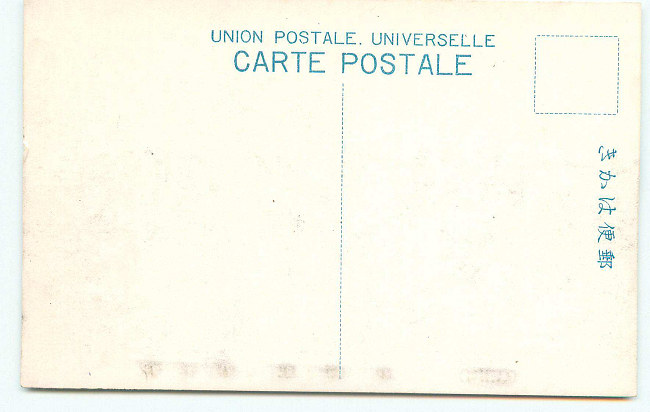 UNION POSTALE. UNIVERSELLE
CARTE POSTALE
郵便はかき